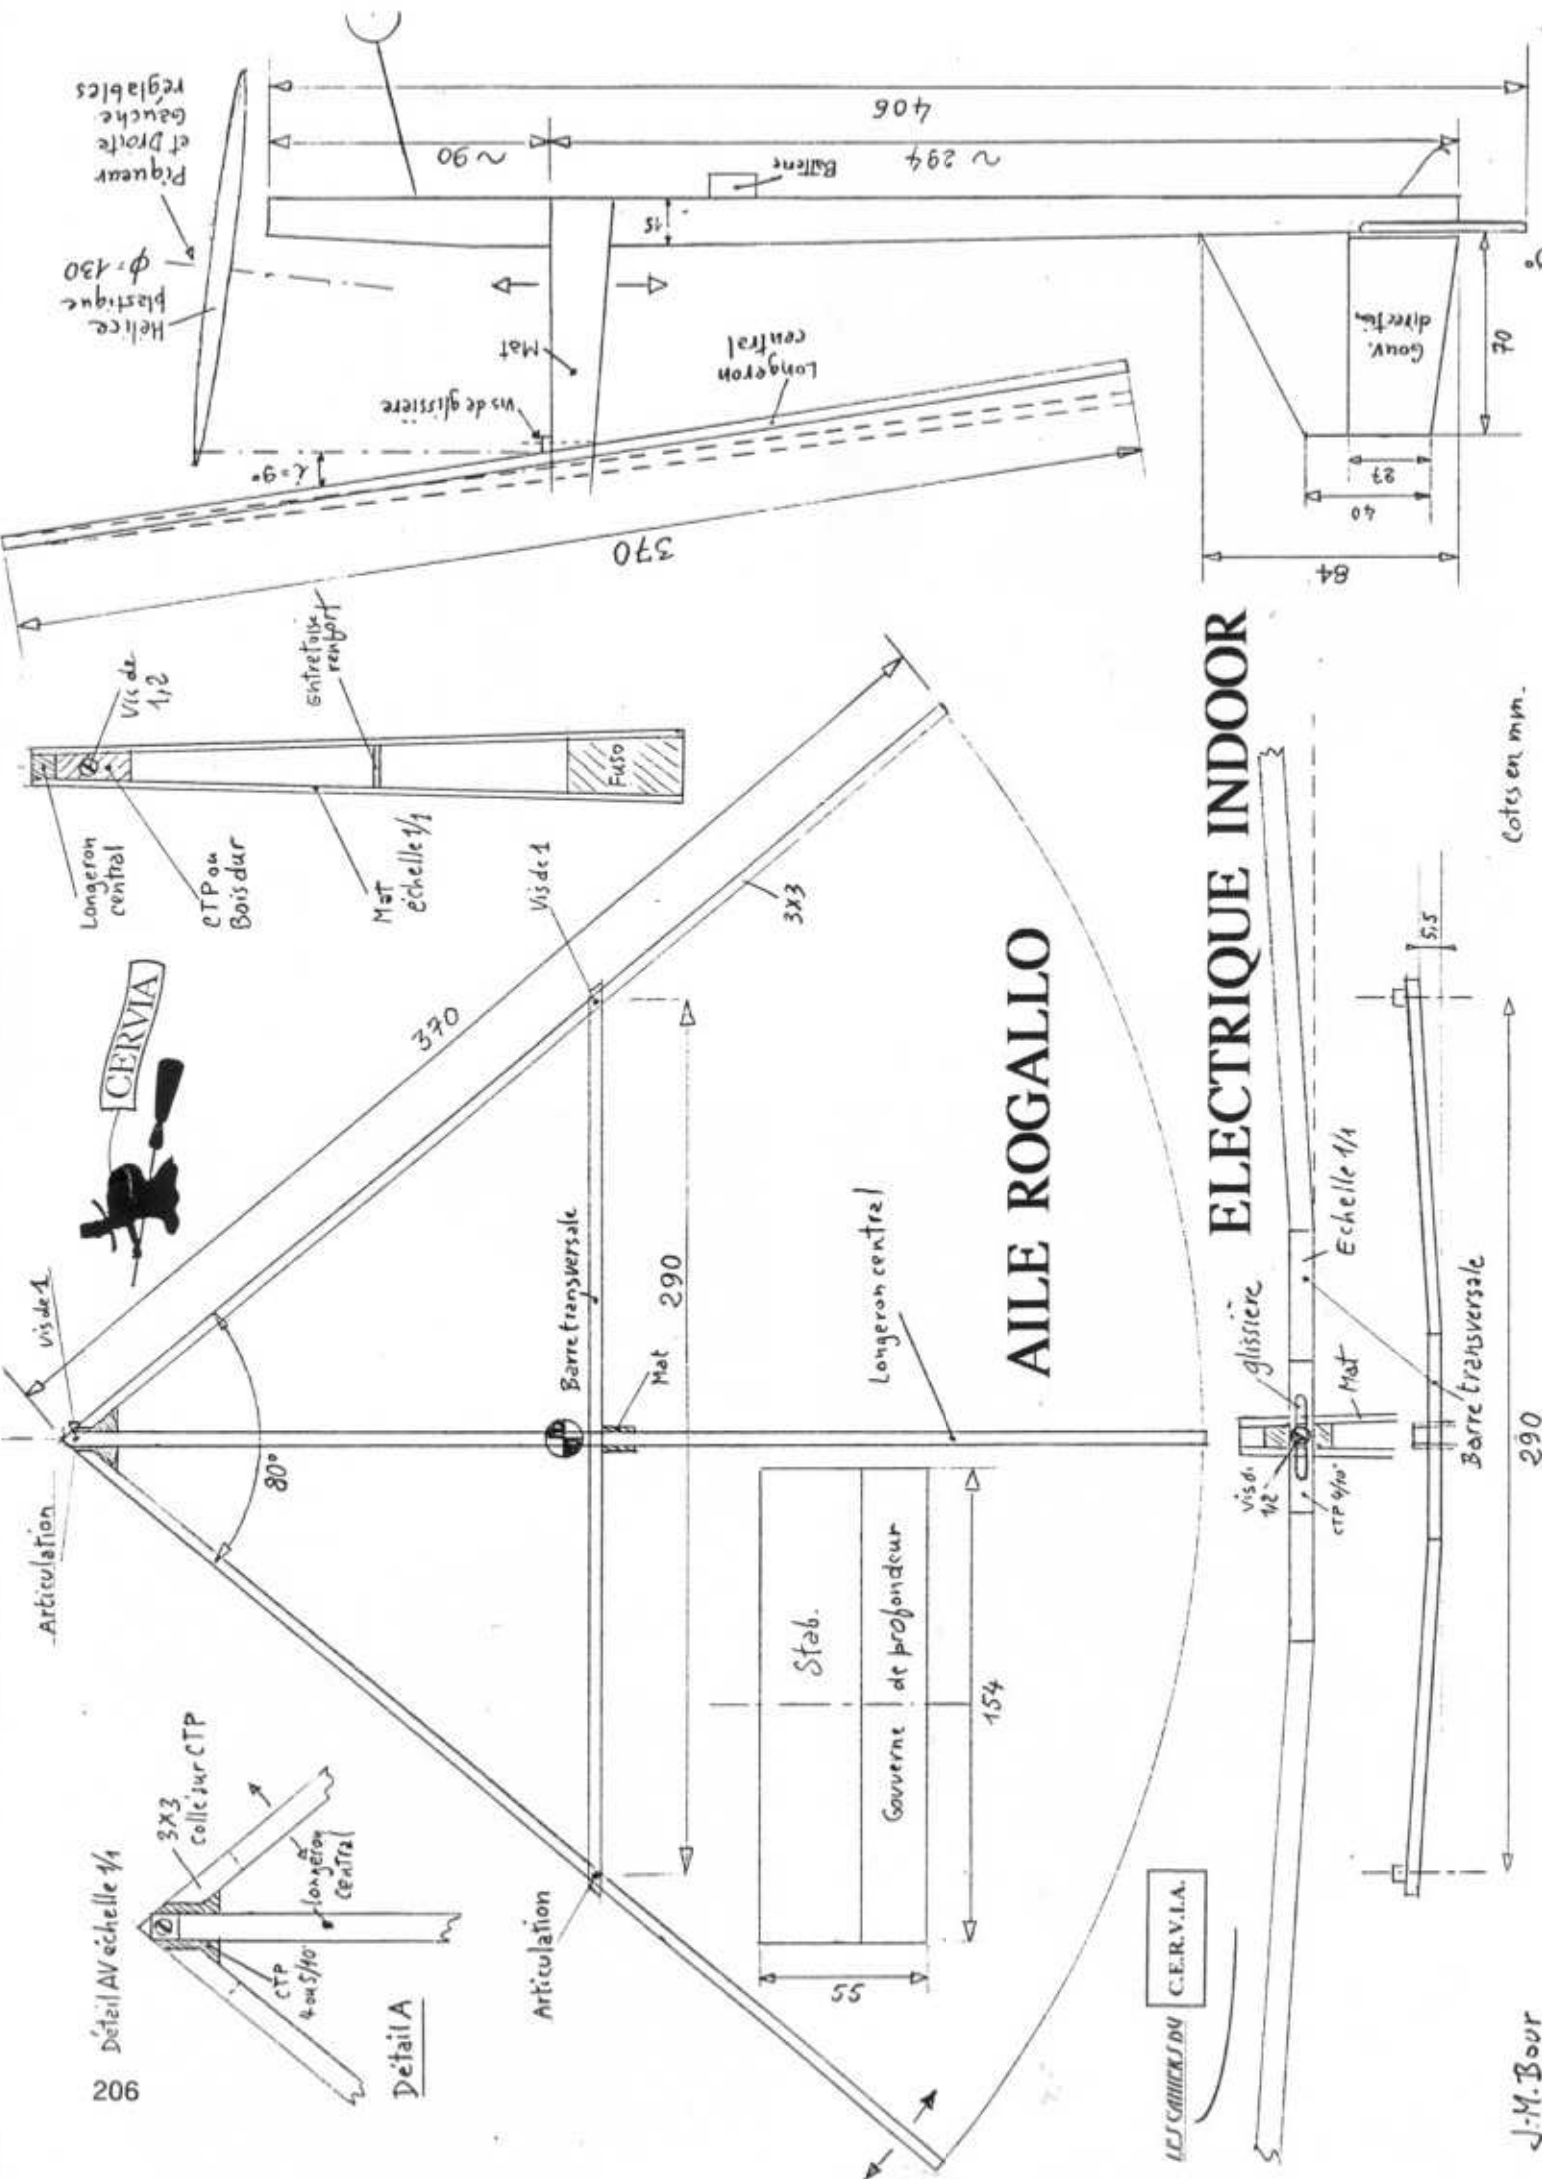 206
Détail AV échelle 1/1
3x3
collé sur CTP
longeron
central
CTP
4 ou 5/10
Détail A
Articulation
vis de 1
CERVIA
80°
370
Articulation
Barre transversale
Mat
290
Vis de 1
3x3
Longeron central
Stab.
Gouverne de profondeur
154
55
Longeron
central
CTP ou
Bois dur
Mat
échelle 1/1
Vis de
1,2
entretoise
renfort
Fuso
AILE ROGALLO
ELECTRIQUE INDOOR
Hélice
plastique
φ=130
Piqueur
et Droite
Gauche
réglables
i=9°
vis de glissière
Mat
Longeron
central
370
15
Batterie
~90
~294
406
Gouv.
direction
70
27
40
84
glissière
Echelle 1/1
Mat
vis de
1,2
CTP 4/10
Barre transversale
290
5,5
LES CAHIERS DU
C.E.R.V.I.A.
Cotes en mm.
J-M.Bour